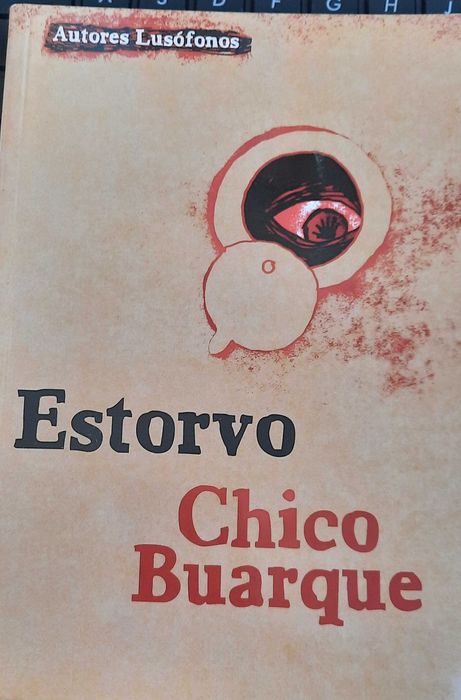 S D F G H J
Autores Lusófonos
Estorvo
Chico
Buarque